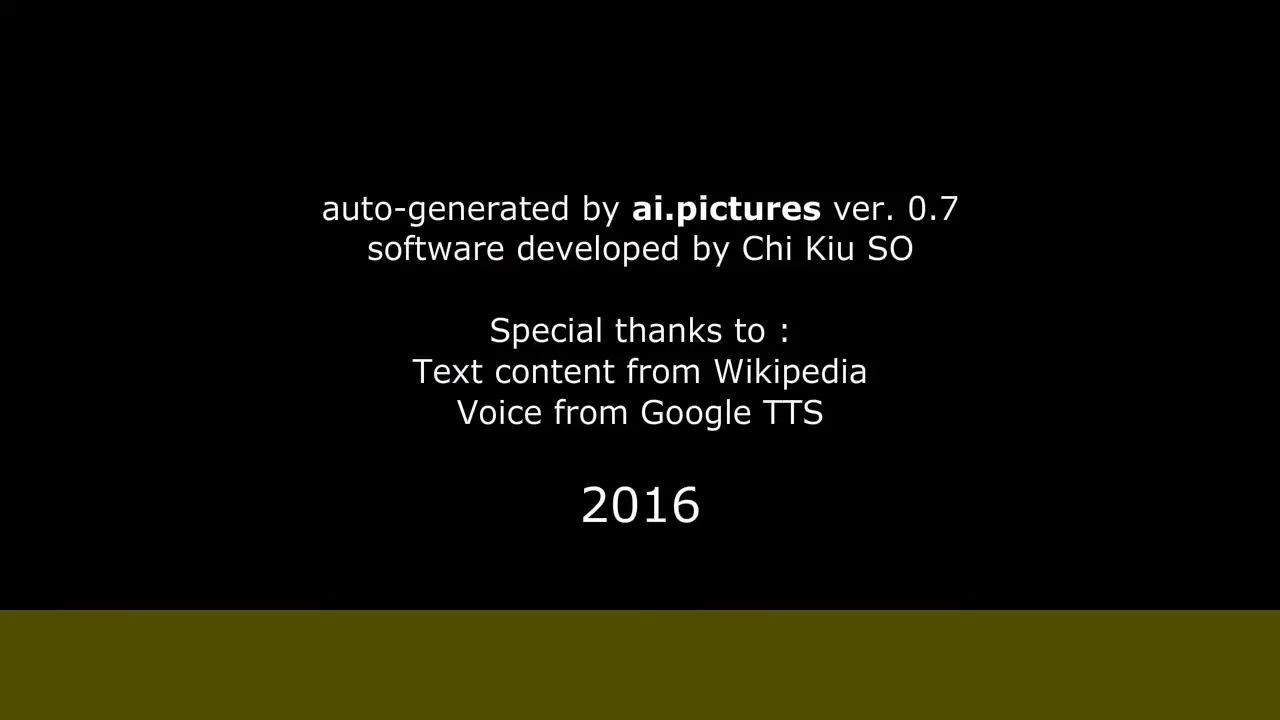 auto-generated by ai.pictures ver. 0.7
software developed by Chi Kiu SO
Special thanks to :
Text content from Wikipedia
Voice from Google TTS
2016